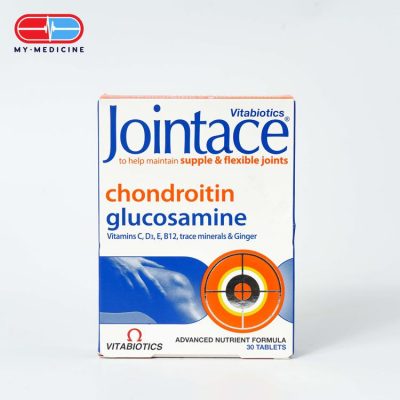 MY-MEDICINE
Vitabiotics®
Jointace
to help maintain supple & flexible joints
chondroitin
glucosamine
Vitamins C, D₃, E, B12, trace minerals & Ginger
VITABIOTICS
ADVANCED NUTRIENT FORMULA
30 TABLETS